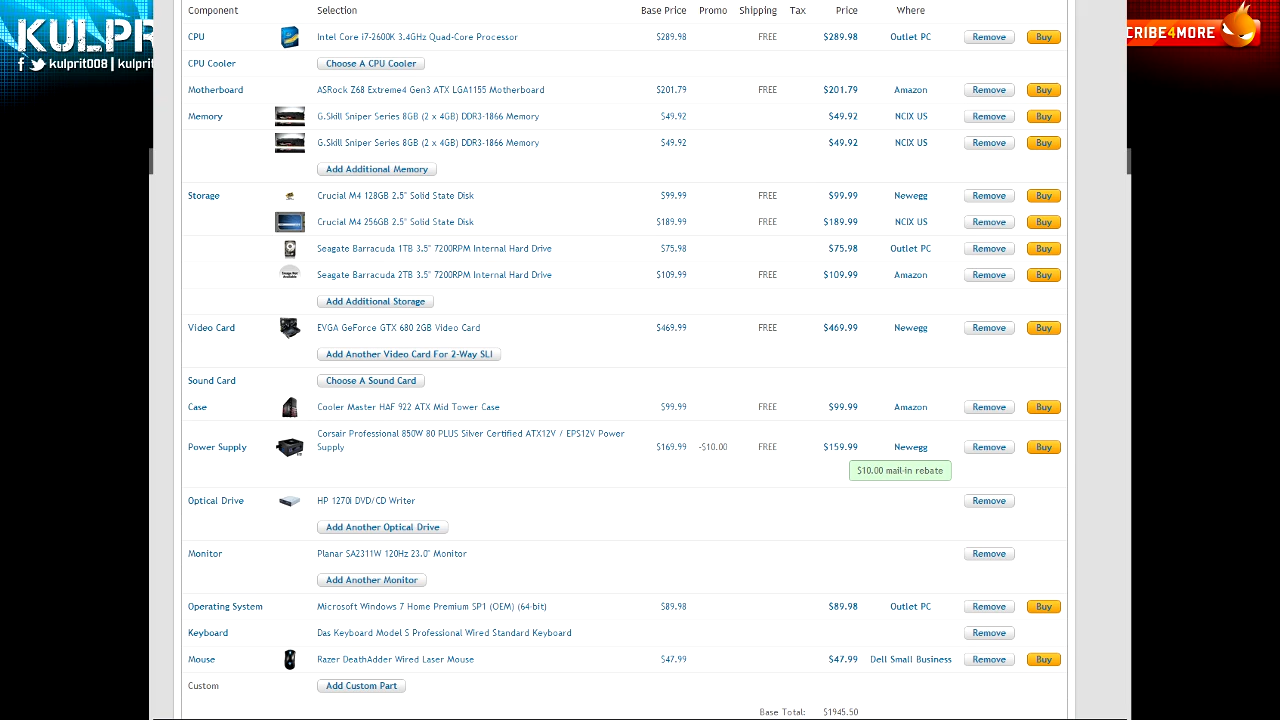 Component Selection Base Price Promo Shipping Tax Price Where
CPU Intel Core i7-2600K 3.4GHz Quad-Core Processor $289.98 FREE $289.98 Outlet PC Remove Buy
CPU Cooler Choose A CPU Cooler
Motherboard ASRock Z68 Extreme4 Gen3 ATX LGA1155 Motherboard $201.79 FREE $201.79 Amazon Remove Buy
Memory G.Skill Sniper Series 8GB (2 x 4GB) DDR3-1866 Memory $49.92 $49.92 NCIX US Remove Buy
G.Skill Sniper Series 8GB (2 x 4GB) DDR3-1866 Memory $49.92 $49.92 NCIX US Remove Buy
Add Additional Memory
Storage Crucial M4 128GB 2.5" Solid State Disk $99.99 FREE $99.99 Newegg Remove Buy
Crucial M4 256GB 2.5" Solid State Disk $189.99 FREE $189.99 NCIX US Remove Buy
Seagate Barracuda 1TB 3.5" 7200RPM Internal Hard Drive $75.98 $75.98 Outlet PC Remove Buy
Seagate Barracuda 2TB 3.5" 7200RPM Internal Hard Drive $109.99 FREE $109.99 Amazon Remove Buy
Add Additional Storage
Video Card EVGA GeForce GTX 680 2GB Video Card $469.99 FREE $469.99 Newegg Remove Buy
Add Another Video Card For 2-Way SLI
Sound Card Choose A Sound Card
Case Cooler Master HAF 922 ATX Mid Tower Case $99.99 FREE $99.99 Amazon Remove Buy
Corsair Professional 850W 80 PLUS Silver Certified ATX12V / EPS12V Power
Power Supply Supply $169.99 -$10.00 FREE $159.99 Newegg Remove Buy
$10.00 mail-in rebate
Optical Drive HP 1270i DVD/CD Writer Remove
Add Another Optical Drive
Monitor Planar SA2311W 120Hz 23.0" Monitor Remove
Add Another Monitor
Operating System Microsoft Windows 7 Home Premium SP1 (OEM) (64-bit) $89.98 $89.98 Outlet PC Remove Buy
Keyboard Das Keyboard Model S Professional Wired Standard Keyboard Remove
Mouse Razer DeathAdder Wired Laser Mouse $47.99 $47.99 Dell Small Business Remove Buy
Custom Add Custom Part
Base Total: $1945.50
KULPR
kulprit008 | kulprit
CRIBE4MORE